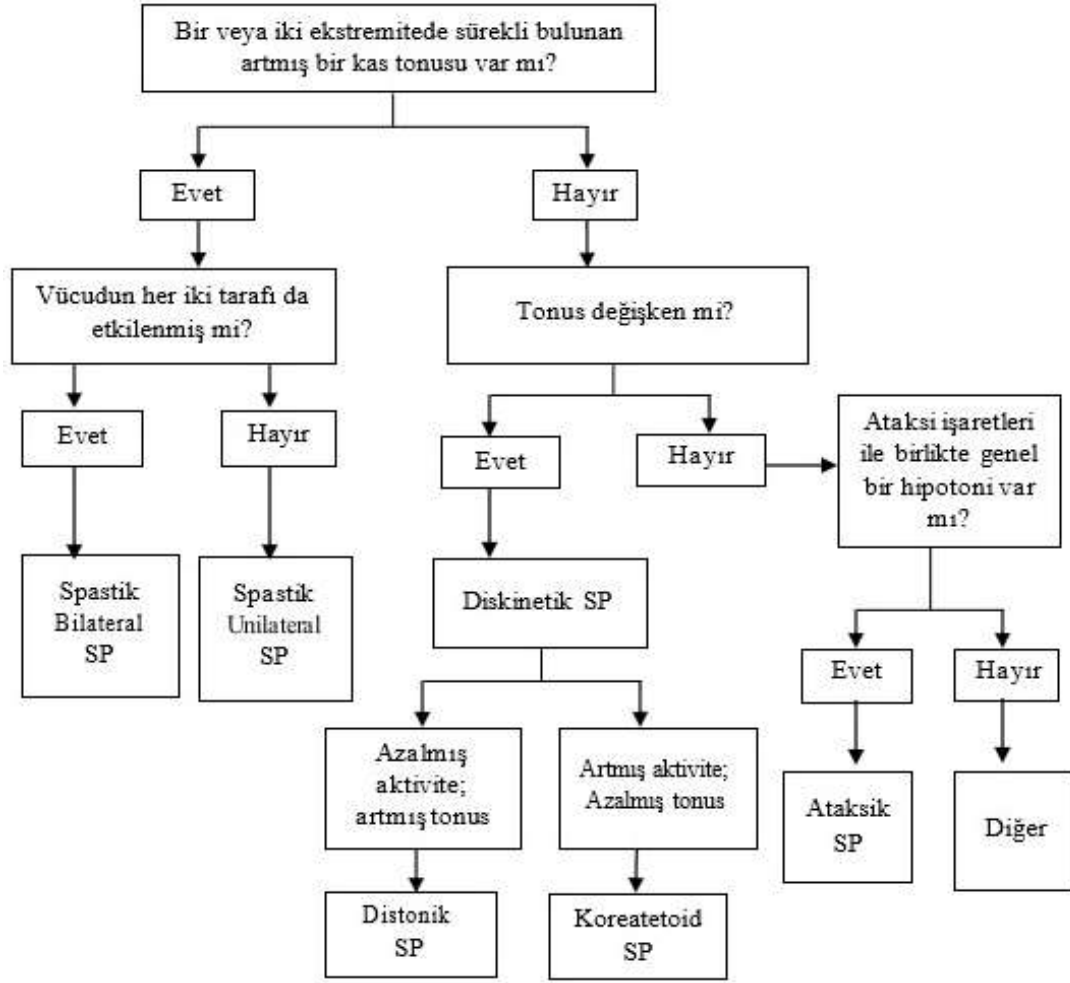 Bir veya iki ekstremitede sürekli bulunan
artmış bir kas tonusu var mı?
Evet
Hayır
Vücudun her iki tarafı da
etkilenmiş mi?
Tonus değişken mi?
Evet
Hayır
Evet
Hayır
Ataksi işaretleri
ile birlikte genel
bir hipotoni var
mı?
Spastik
Bilateral
SP
Spastik
Unilateral
SP
Diskinetik SP
Evet
Hayır
Azalmış
aktivite;
artmış tonus
Artmış aktivite;
Azalmış tonus
Ataksik
SP
Diğer
Distonik
SP
Koreatetoid
SP